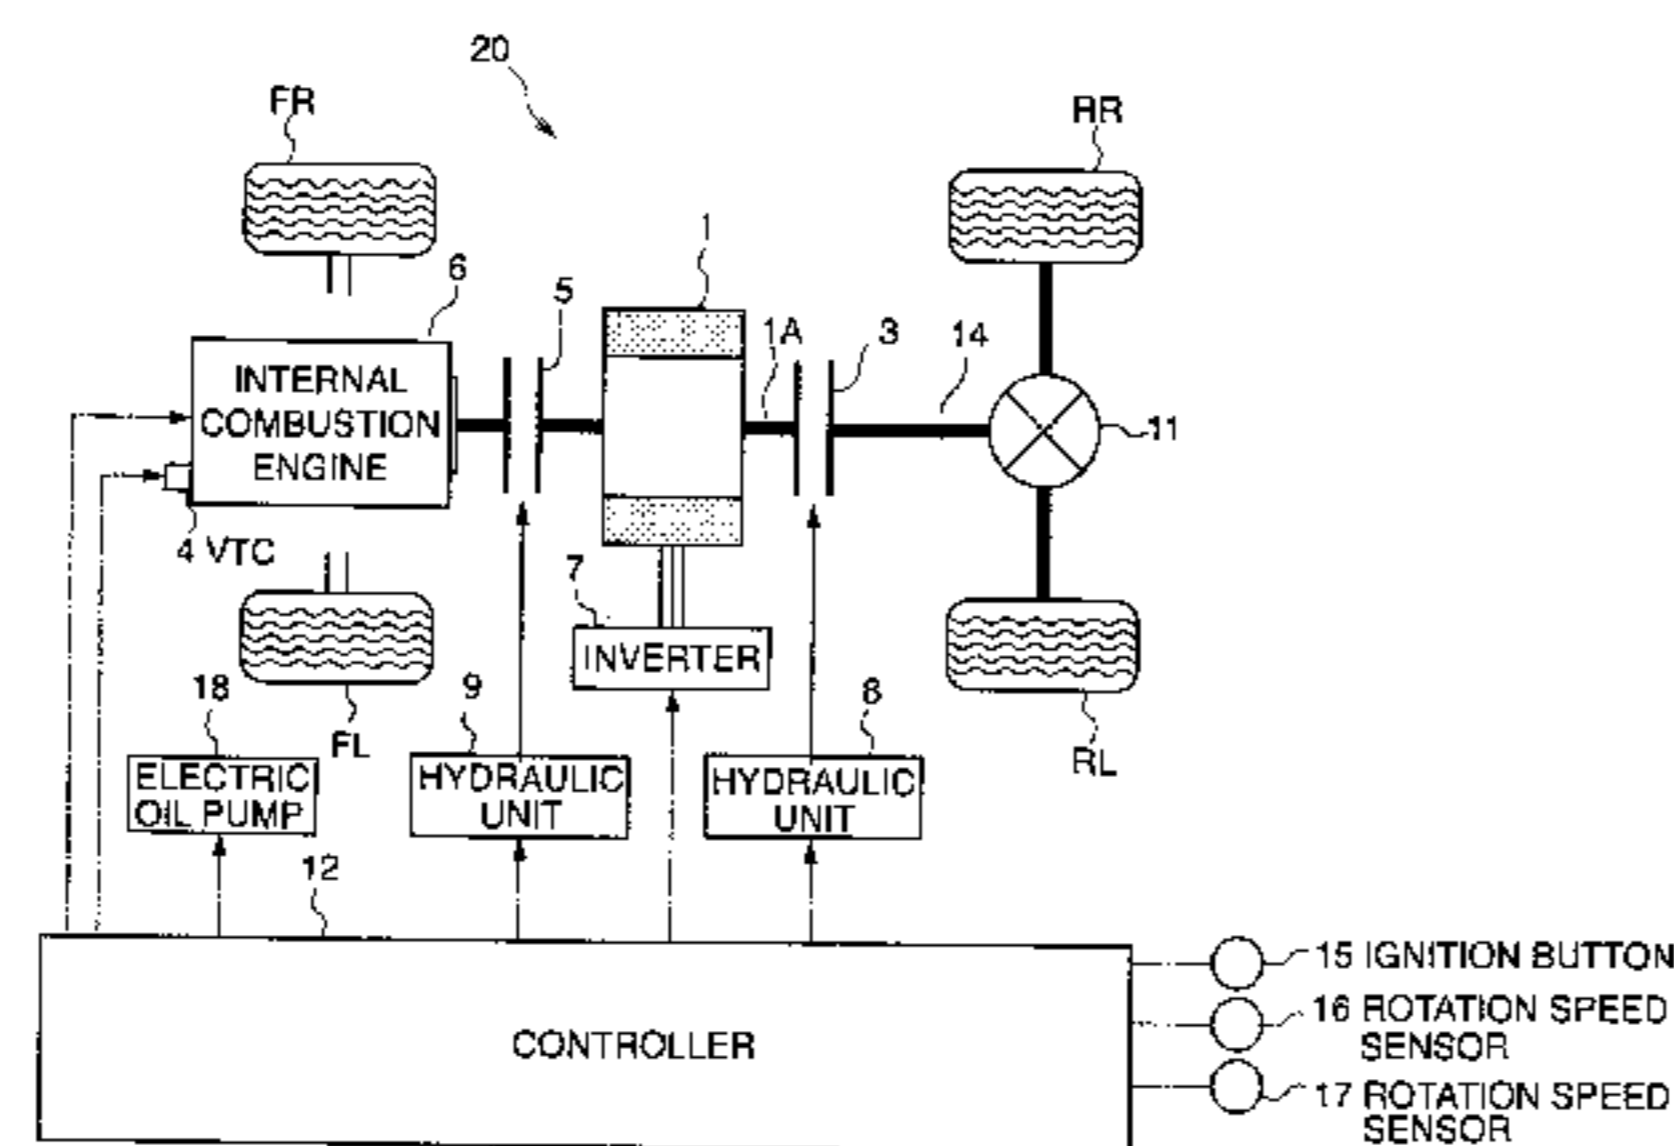 20
FR
RR
1
6
5
1A
3
14
INTERNAL
COMBUSTION
ENGINE
11
4 VTC
7
INVERTER
18
FL
9
8
RL
ELECTRIC
OIL PUMP
HYDRAULIC
UNIT
HYDRAULIC
UNIT
12
CONTROLLER
15 IGNITION BUTTON
16 ROTATION SPEED
SENSOR
17 ROTATION SPEED
SENSOR